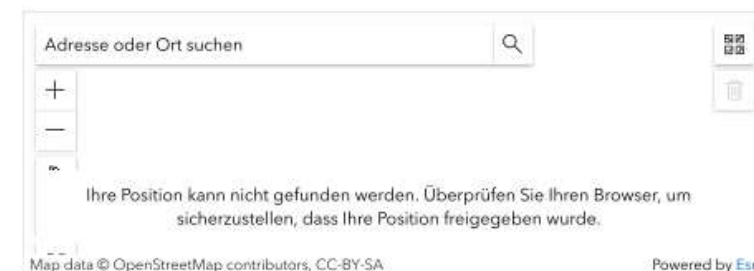 Adresse oder Ort suchen
Ihre Position kann nicht gefunden werden. Überprüfen Sie Ihren Browser, um
sicherzustellen, dass Ihre Position freigegeben wurde.
Map data © OpenStreetMap contributors, CC-BY-SA
Powered by Es